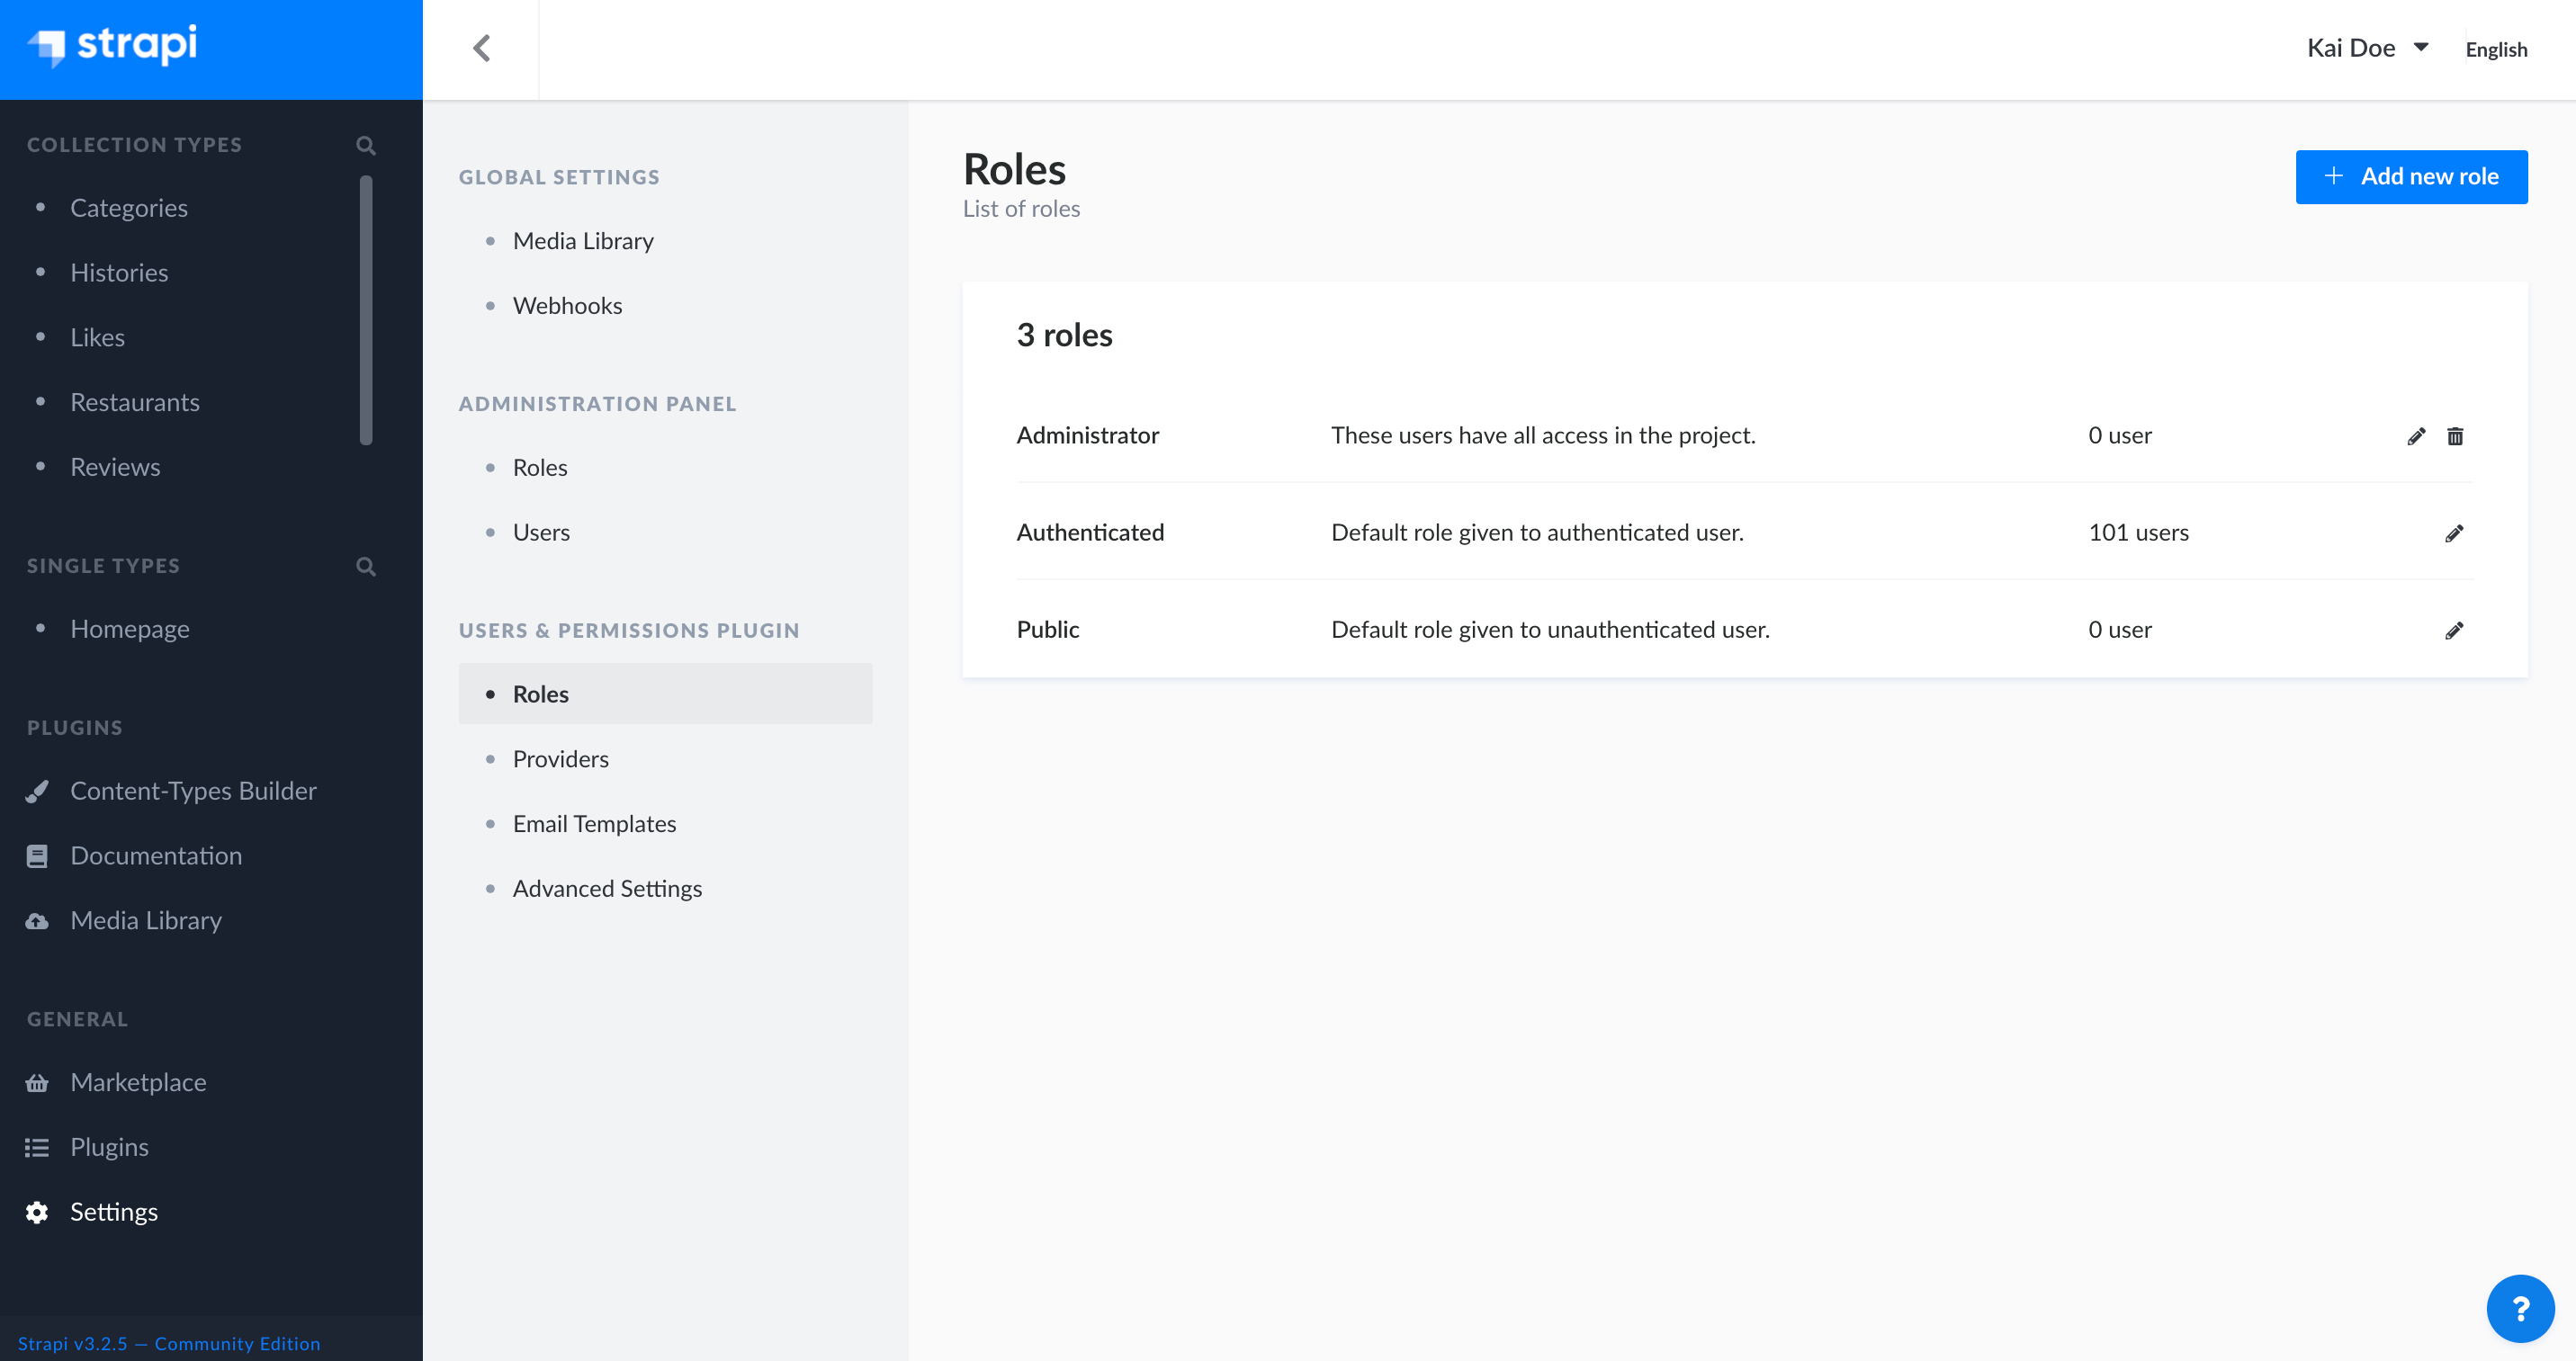 strapi
Kai Doe
English
COLLECTION TYPES
Categories
Histories
Likes
Restaurants
Reviews
SINGLE TYPES
Homepage
PLUGINS
Content-Types Builder
Documentation
Media Library
GENERAL
Marketplace
Plugins
Settings
Strapi v3.2.5 — Community Edition
GLOBAL SETTINGS
Media Library
Webhooks
ADMINISTRATION PANEL
Roles
Users
USERS & PERMISSIONS PLUGIN
Roles
Providers
Email Templates
Advanced Settings
Roles
List of roles
+ Add new role
3 roles
Administrator These users have all access in the project. 0 user
Authenticated Default role given to authenticated user. 101 users
Public Default role given to unauthenticated user. 0 user
?